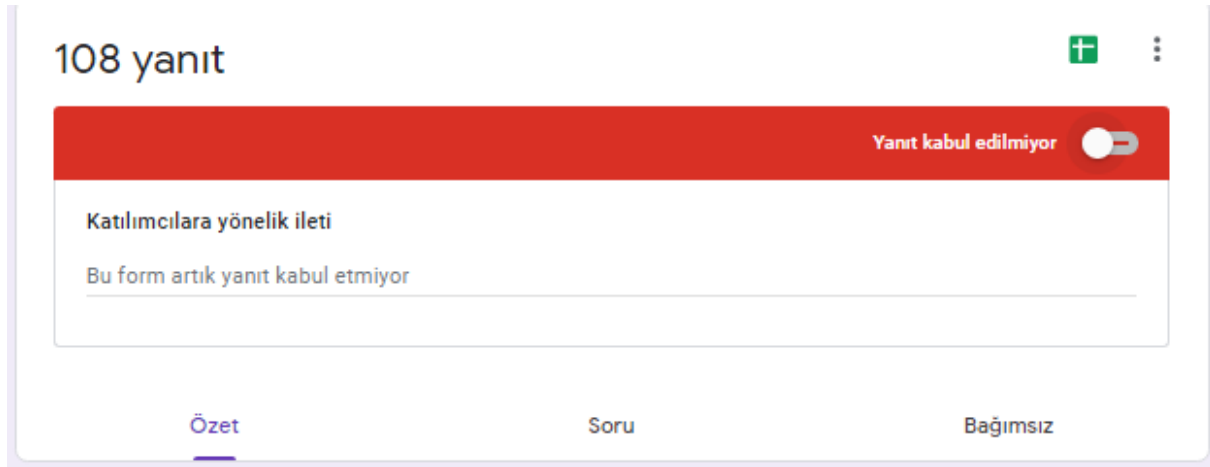 108 yanıt
Yanıt kabul edilmiyor
Katılımcılara yönelik ileti
Bu form artık yanıt kabul etmiyor
Özet Soru Bağımsız